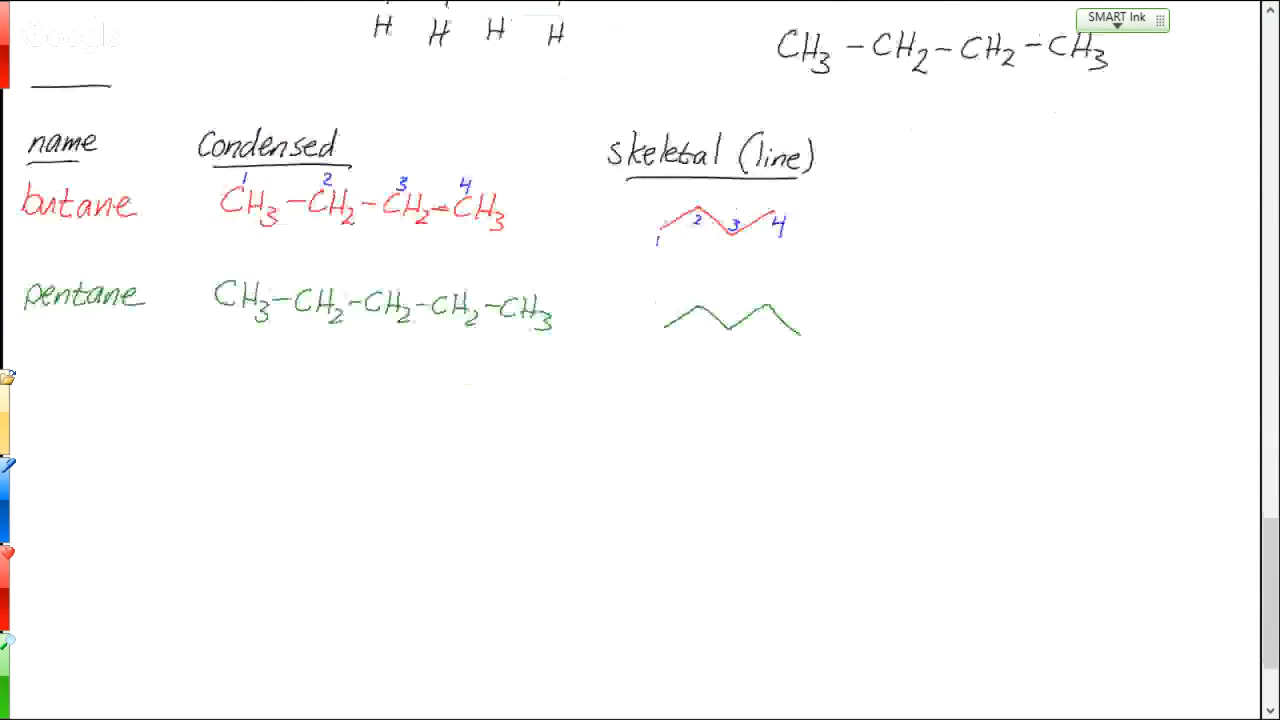 Google
SMART Ink
H H H H
CH3 – CH2 – CH2 – CH3
name Condensed skeletal (line)
1 2 3 4
butane CH3 – CH2 – CH2 – CH3
1 2 3 4
pentane CH3 – CH2 – CH2 – CH2 – CH3